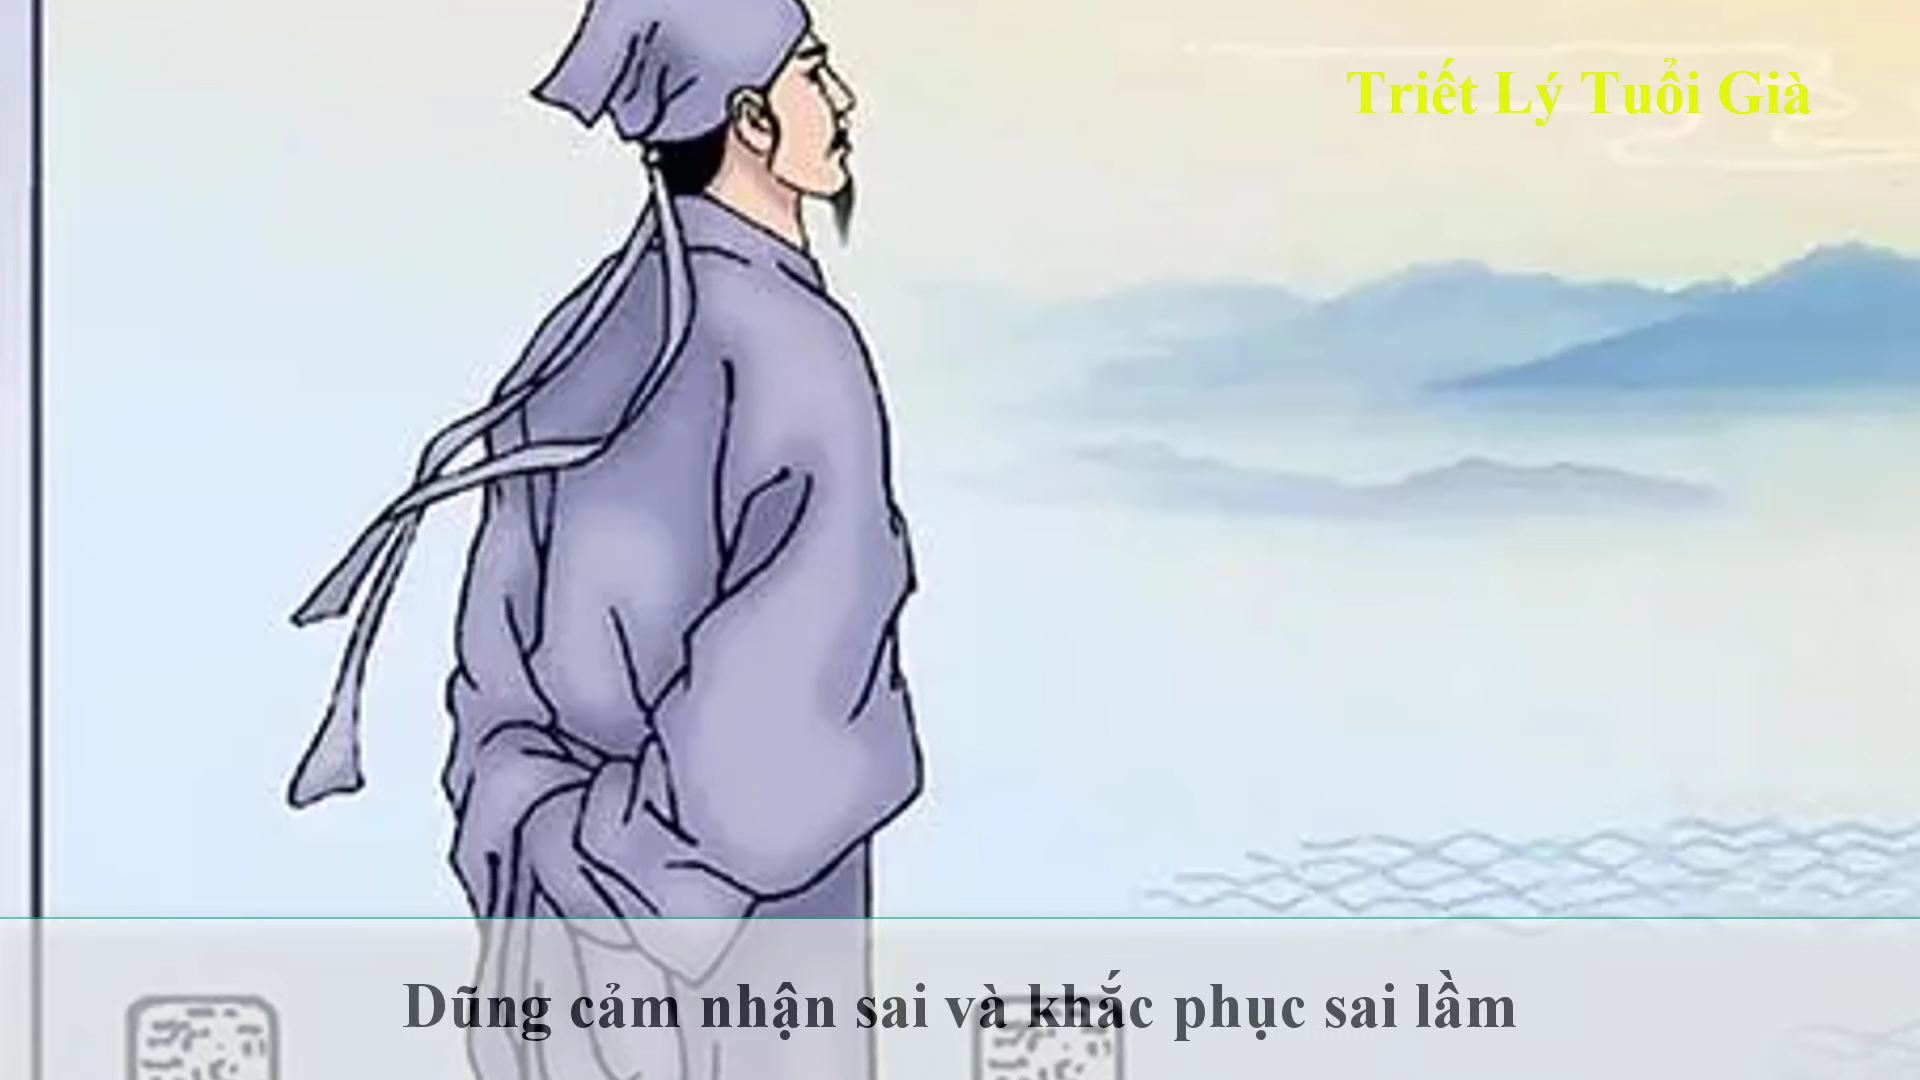 Triết Lý Tuổi Già
Dũng cảm nhận sai và khắc phục sai lầm